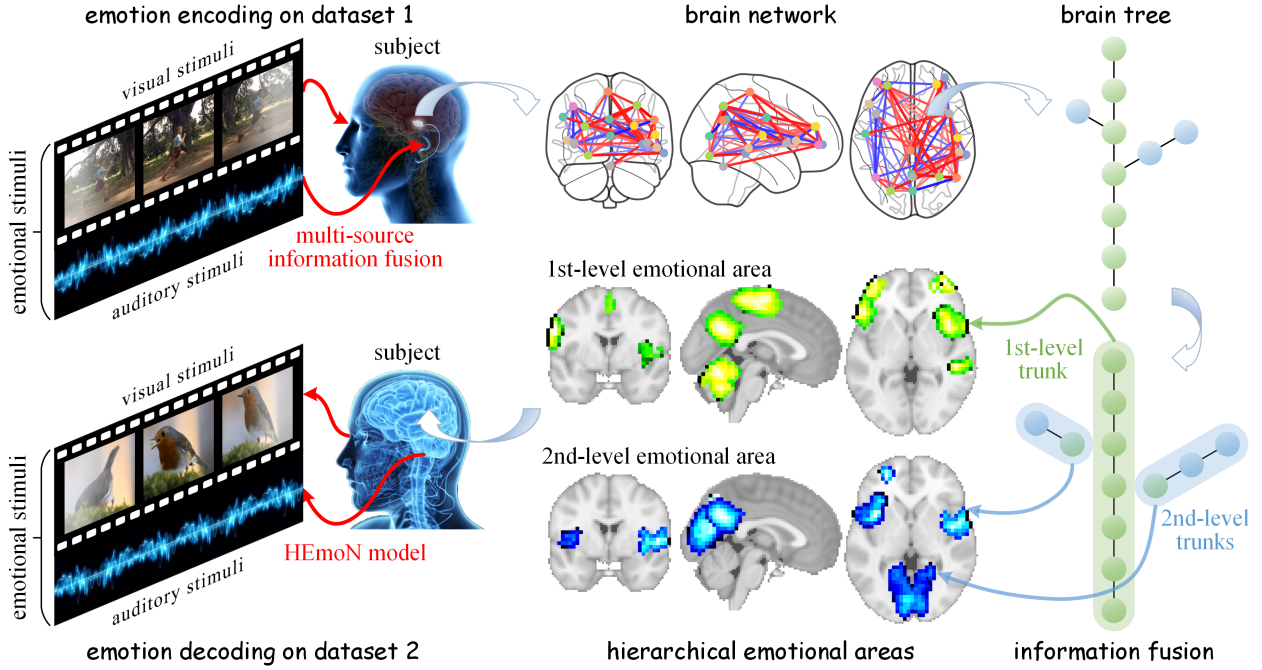 emotion encoding on dataset 1
brain network
brain tree
visual stimuli
subject
emotional stimuli
auditory stimuli
multi-source
information fusion
1st-level emotional area
1st-level
trunk
visual stimuli
subject
emotional stimuli
auditory stimuli
HEmoN model
2nd-level emotional area
2nd-level
trunks
emotion decoding on dataset 2
hierarchical emotional areas
information fusion